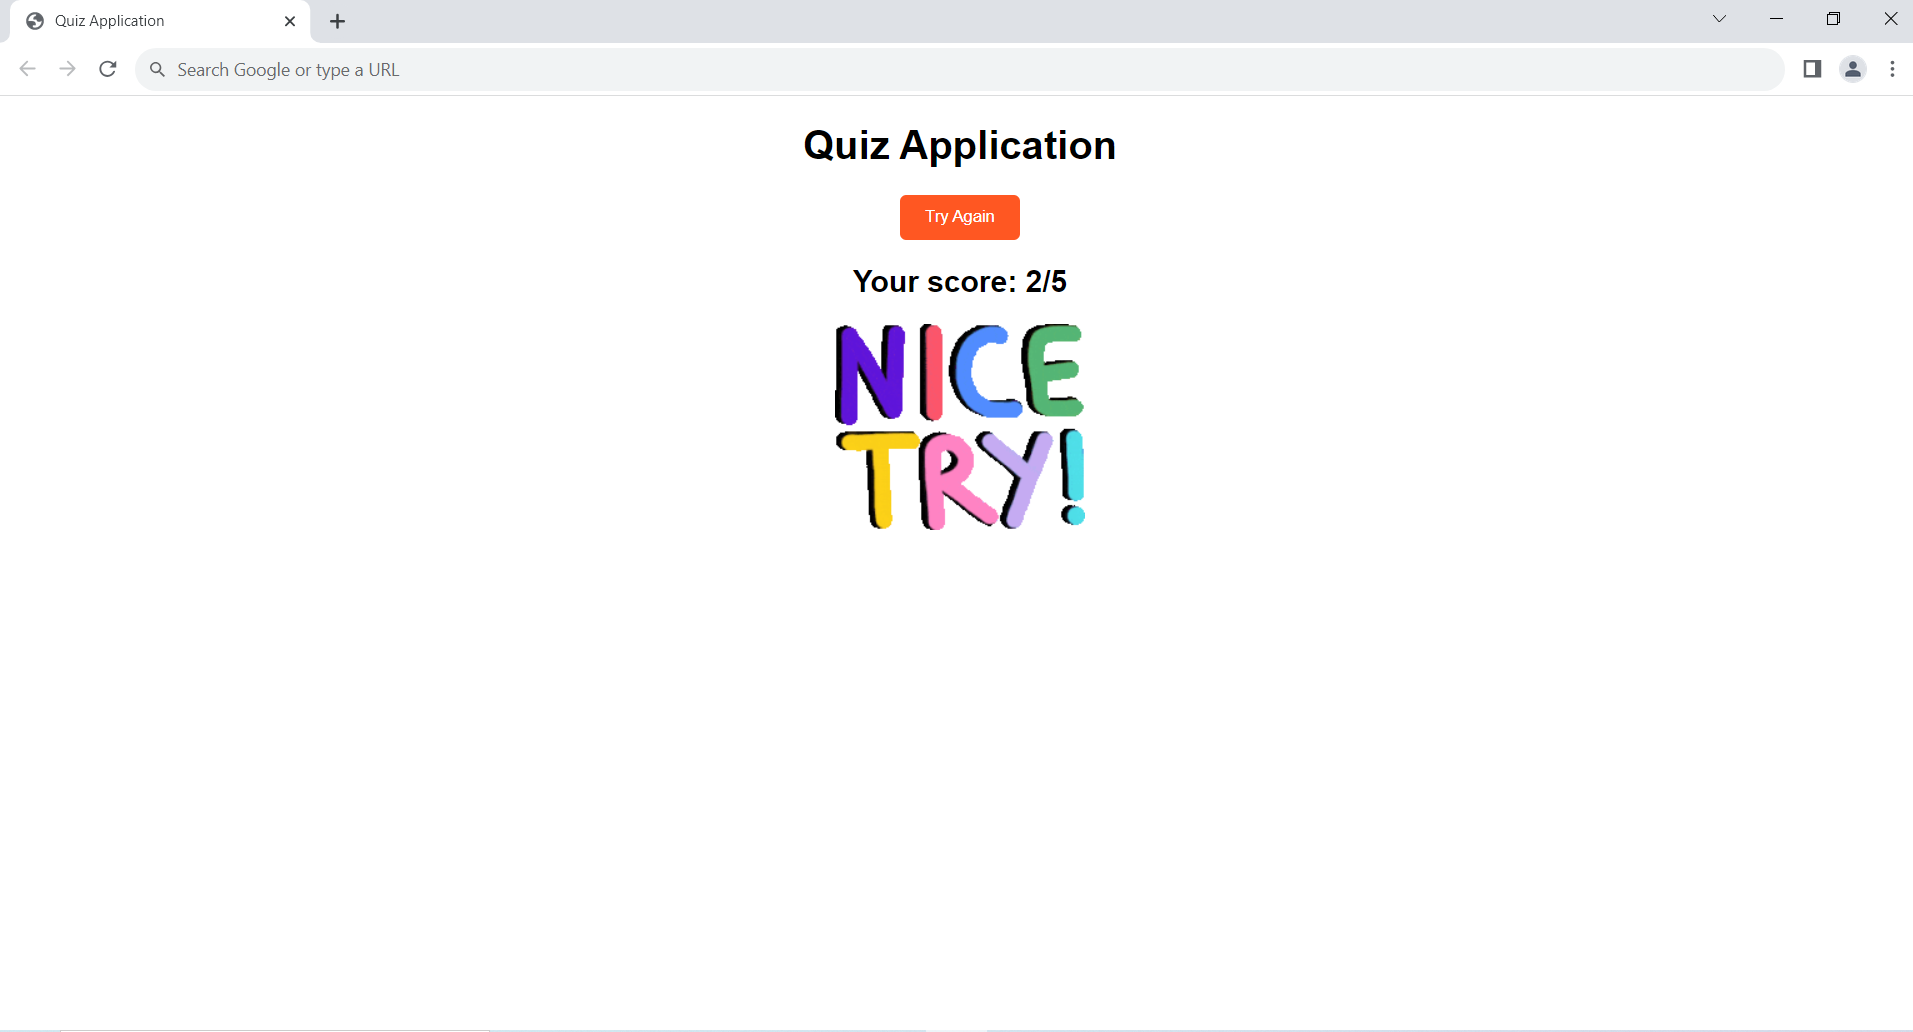 Quiz Application
Search Google or type a URL
Quiz Application
Try Again
Your score: 2/5
NICE
TRY!